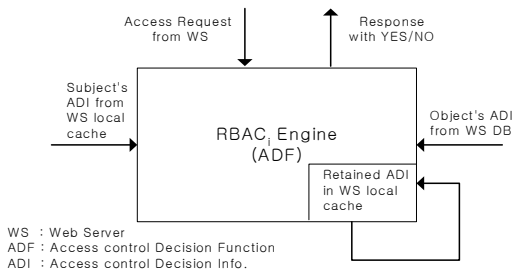 Access Request
from WS
Response
with YES/NO
Subject's
ADI from
WS local
cache
RBACi Engine
(ADF)
Object's ADI
from WS DB
Retained ADI
in WS local
cache
WS : Web Server
ADF : Access control Decision Function
ADI : Access control Decision Info.